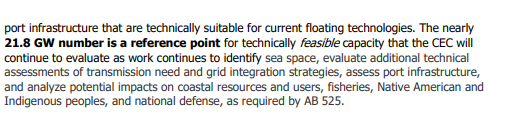 port infrastructure that are technically suitable for current floating technologies. The nearly
21.8 GW number is a reference point for technically feasible capacity that the CEC will
continue to evaluate as work continues to identify sea space, evaluate additional technical
assessments of transmission need and grid integration strategies, assess port infrastructure,
and analyze potential impacts on coastal resources and users, fisheries, Native American and
Indigenous peoples, and national defense, as required by AB 525.